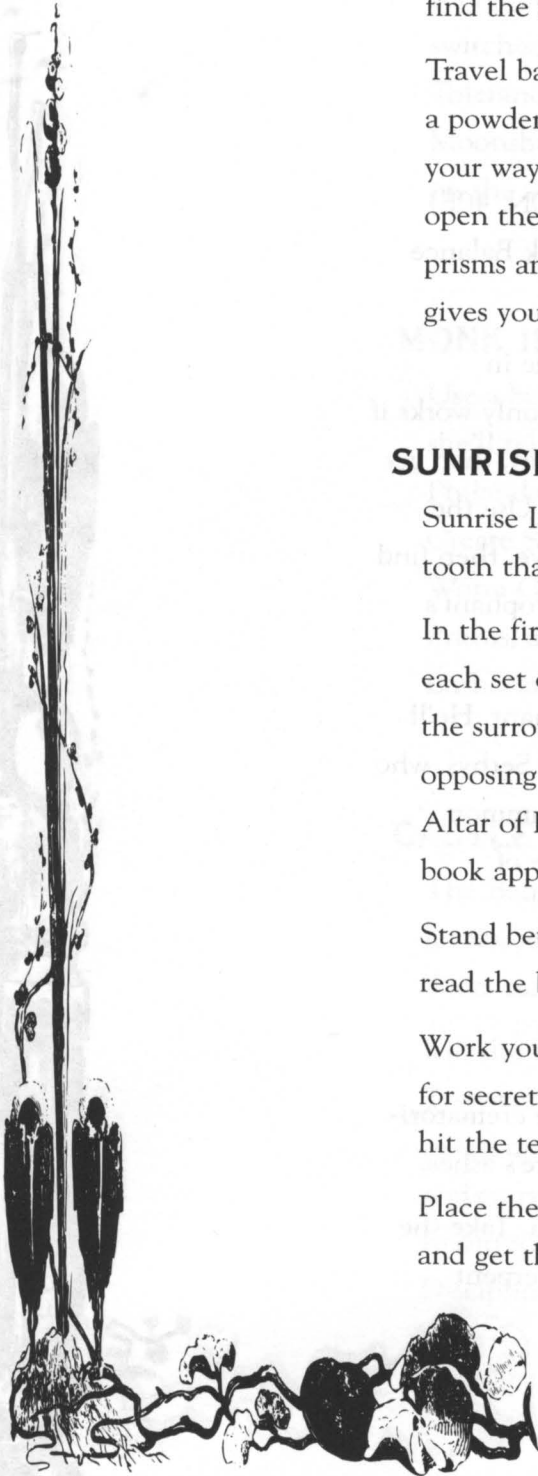 find the
Travel ba
a powder
your way
open the
prisms ar
gives you
SUNRISE
Sunrise I
tooth tha
In the fir
each set
the surro
opposing
Altar of
book app
Stand be
read the
Work you
for secret
hit the te
Place the
and get th